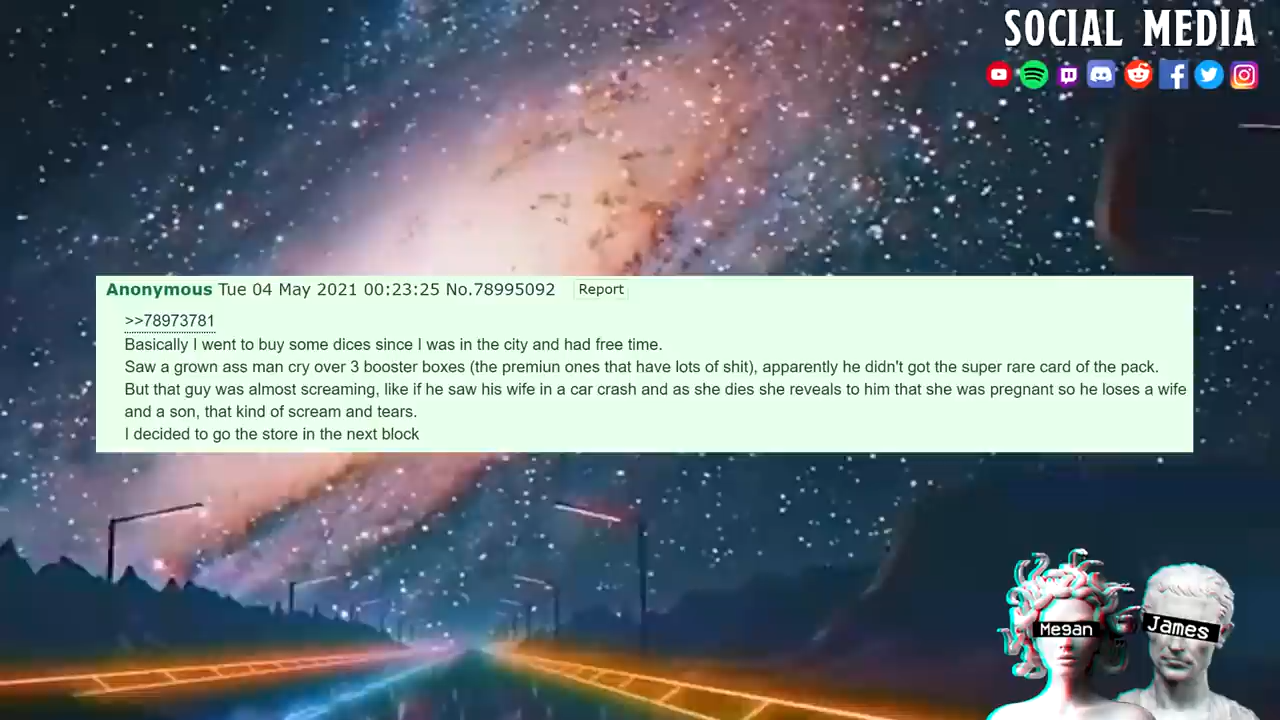 SOCIAL MEDIA
Anonymous Tue 04 May 2021 00:23:25 No.78995092 Report
>>78973781
Basically I went to buy some dices since I was in the city and had free time.
Saw a grown ass man cry over 3 booster boxes (the premiun ones that have lots of shit), apparently he didn't got the super rare card of the pack.
But that guy was almost screaming, like if he saw his wife in a car crash and as she dies she reveals to him that she was pregnant so he loses a wife
and a son, that kind of scream and tears.
I decided to go the store in the next block
Megan
James